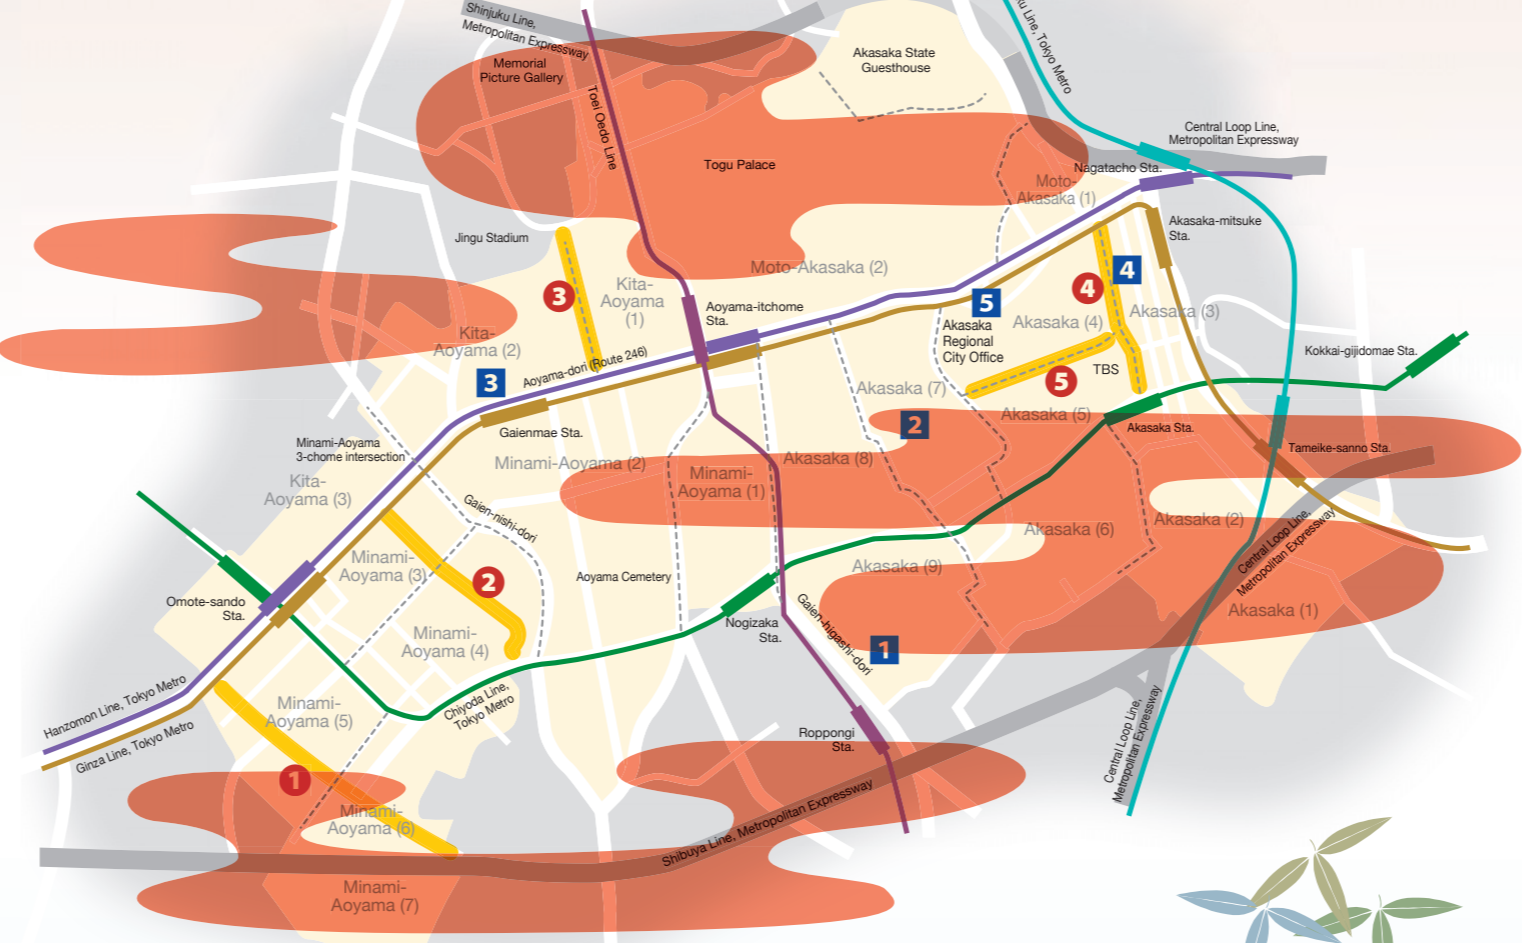 Shinjuku Line,
Metropolitan Expressway
Memorial
Picture Gallery
Toei Oedo Line
Akasaka State
Guesthouse
Line, Tokyo Metro
Central Loop Line,
Metropolitan Expressway
Togu Palace
Nagatacho Sta.
Moto-
Akasaka (1)
Akasaka-mitsuke
Sta.
Jingu Stadium
Moto-Akasaka (2)
4
3
Kita-
Aoyama
(1)
4
5
Aoyama-itchome
Sta.
Akasaka (3)
Akasaka (4)
Akasaka
Regional
City Office
Kita-
Aoyama (2)
Kokkai-gijidomae Sta.
Aoyama-dori (Route 246)
TBS
3
5
Akasaka (7)
Akasaka (5)
2
Akasaka Sta.
Gaienmae Sta.
Minami-Aoyama
3-chome intersection
Tameike-sanno Sta.
Minami-Aoyama (2)
Akasaka (8)
Minami-
Aoyama (1)
Kita-
Aoyama (3)
Gaien-nishi-dori
Akasaka (2)
Akasaka (6)
Central Loop Line,
Metropolitan Expressway
Minami-
Aoyama (3)
Akasaka (9)
2
Aoyama Cemetery
Omote-sando
Sta.
Akasaka (1)
Nogizaka
Sta.
Gaien-higashi-dori
Minami-
Aoyama (4)
1
Hanzomon Line, Tokyo Metro
Chiyoda Line,
Tokyo Metro
Minami-
Aoyama (5)
Ginza Line, Tokyo Metro
Roppongi
Sta.
Central Loop Line,
Metropolitan Expressway
1
Minami-
Aoyama (6)
Shibuya Line, Metropolitan Expressway
Minami-
Aoyama (7)